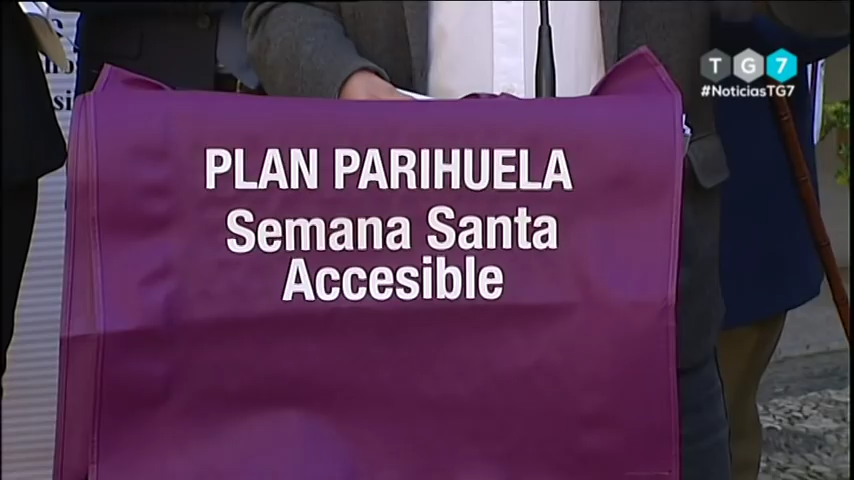 TG7
#NoticiasTG7
PLAN PARIHUELA
Semana Santa
Accesible